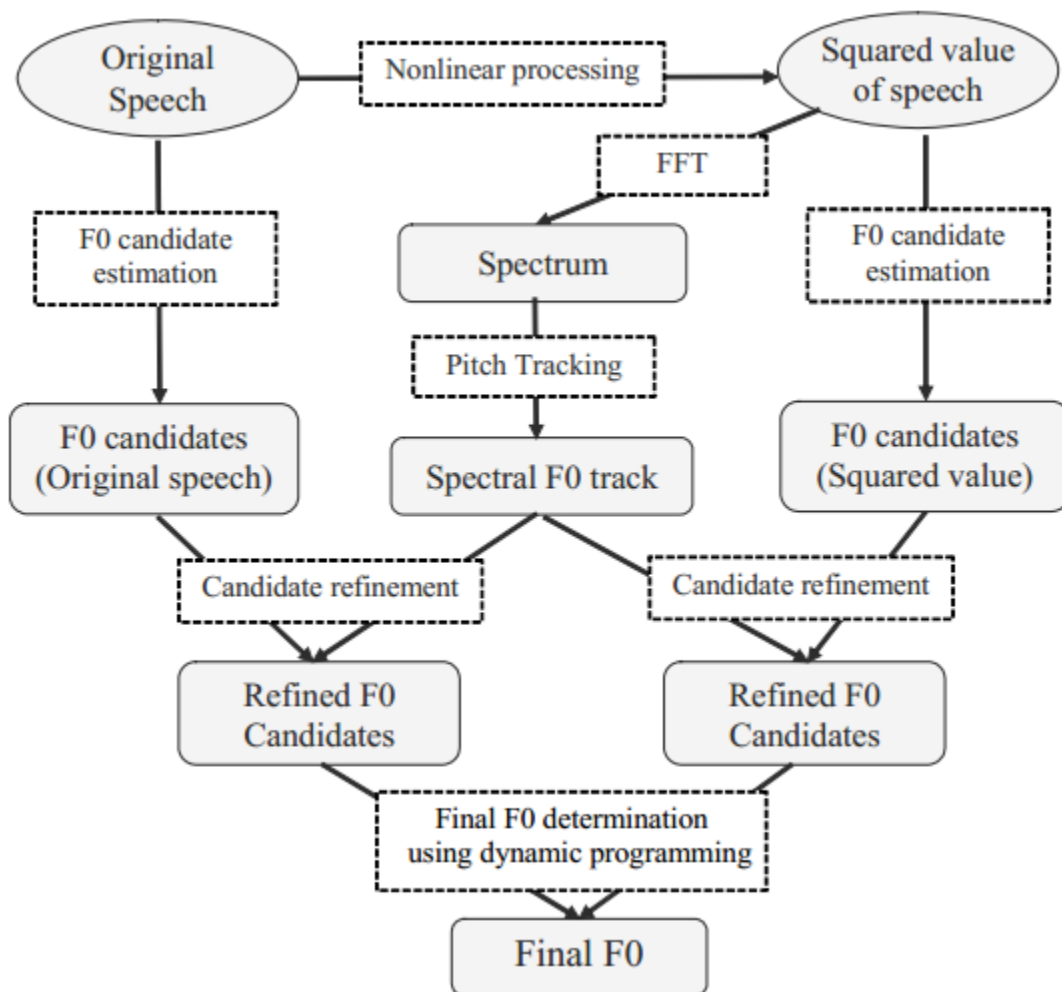 Original
Speech
Nonlinear processing
Squared value
of speech
FFT
F0 candidate
estimation
Spectrum
F0 candidate
estimation
Pitch Tracking
F0 candidates
(Original speech)
Spectral F0 track
F0 candidates
(Squared value)
Candidate refinement
Candidate refinement
Refined F0
Candidates
Refined F0
Candidates
Final F0 determination
using dynamic programming
Final F0